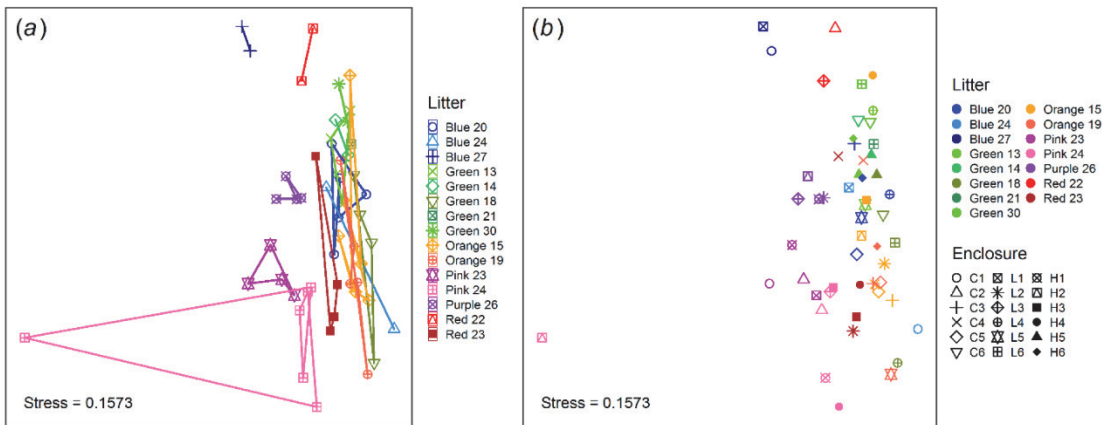 (a)
Stress = 0.1573
Litter
Blue 20
Blue 24
Blue 27
Green 13
Green 14
Green 18
Green 21
Green 30
Orange 15
Orange 19
Pink 23
Pink 24
Purple 26
Red 22
Red 23
(b)
Stress = 0.1573
Litter
Blue 20 Orange 15
Blue 24 Orange 19
Blue 27 Pink 23
Green 13 Pink 24
Green 14 Purple 26
Green 18 Red 22
Green 21 Red 23
Green 30
Enclosure
C1 L1 H1
C2 L2 H2
C3 L3 H3
C4 L4 H4
C5 L5 H5
C6 L6 H6